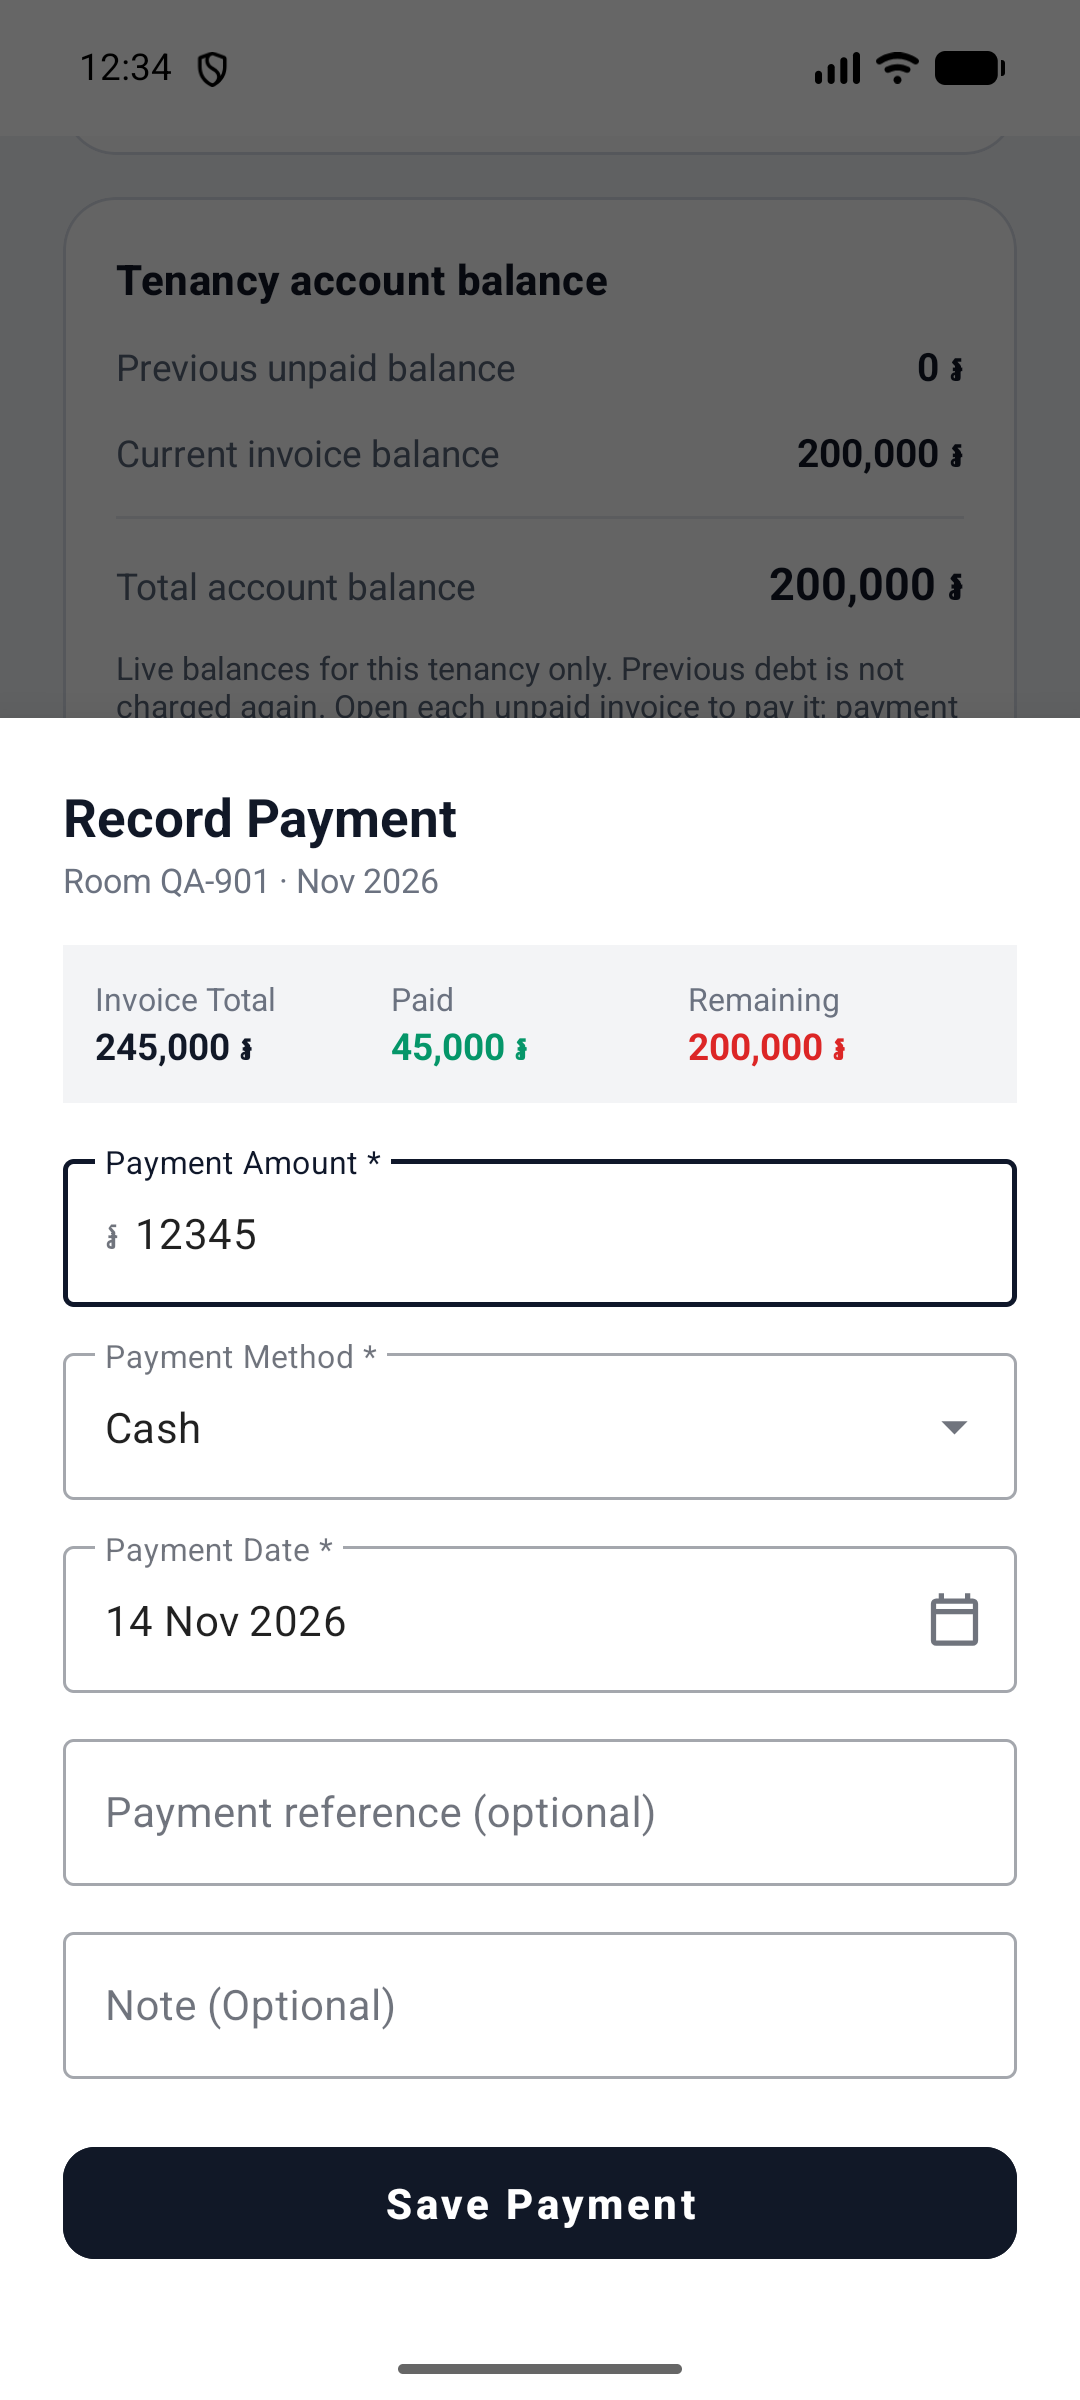 12:34
Tenancy account balance
Previous unpaid balance 0 ៛
Current invoice balance 200,000 ៛
Total account balance 200,000 ៛
Live balances for this tenancy only. Previous debt is not
charged again. Open each unpaid invoice to pay it; payment
Record Payment
Room QA-901 · Nov 2026
Invoice Total Paid Remaining
245,000 ៛ 45,000 ៛ 200,000 ៛
Payment Amount *
៛ 12345
Payment Method *
Cash
Payment Date *
14 Nov 2026
Payment reference (optional)
Note (Optional)
Save Payment